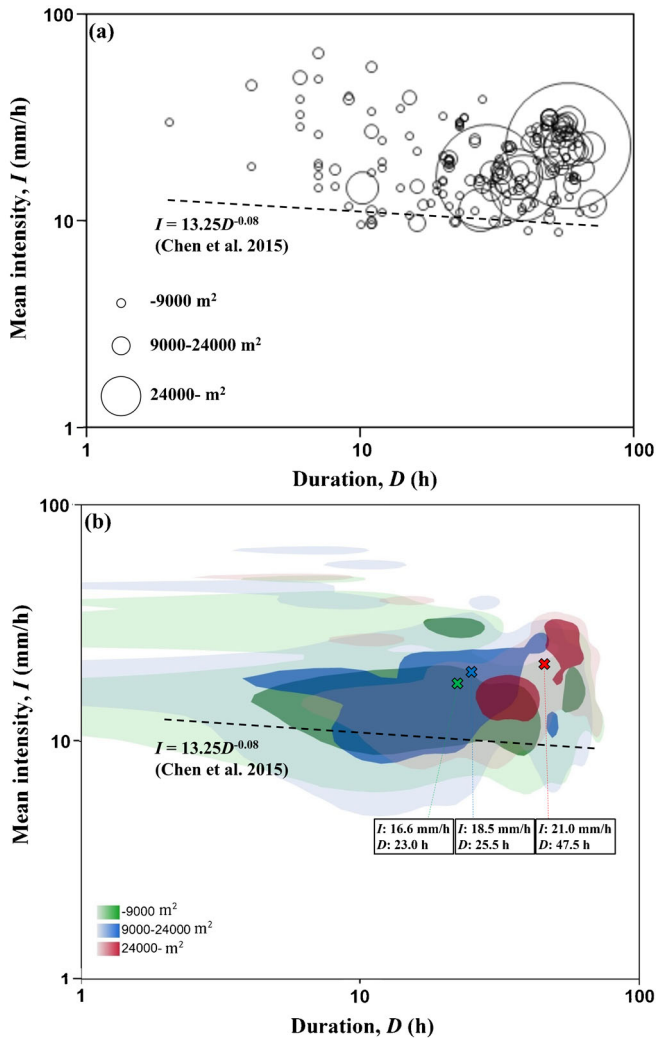 100
(a)
Mean intensity, I (mm/h)
10
I = 13.25D-0.08
(Chen et al. 2015)
-9000 m2
9000-24000 m2
24000- m2
1
1
10
100
Duration, D (h)
100
(b)
Mean intensity, I (mm/h)
10
I = 13.25D-0.08
(Chen et al. 2015)
I: 16.6 mm/h
D: 23.0 h
I: 18.5 mm/h
D: 25.5 h
I: 21.0 mm/h
D: 47.5 h
-9000 m2
9000-24000 m2
24000- m2
1
1
10
100
Duration, D (h)